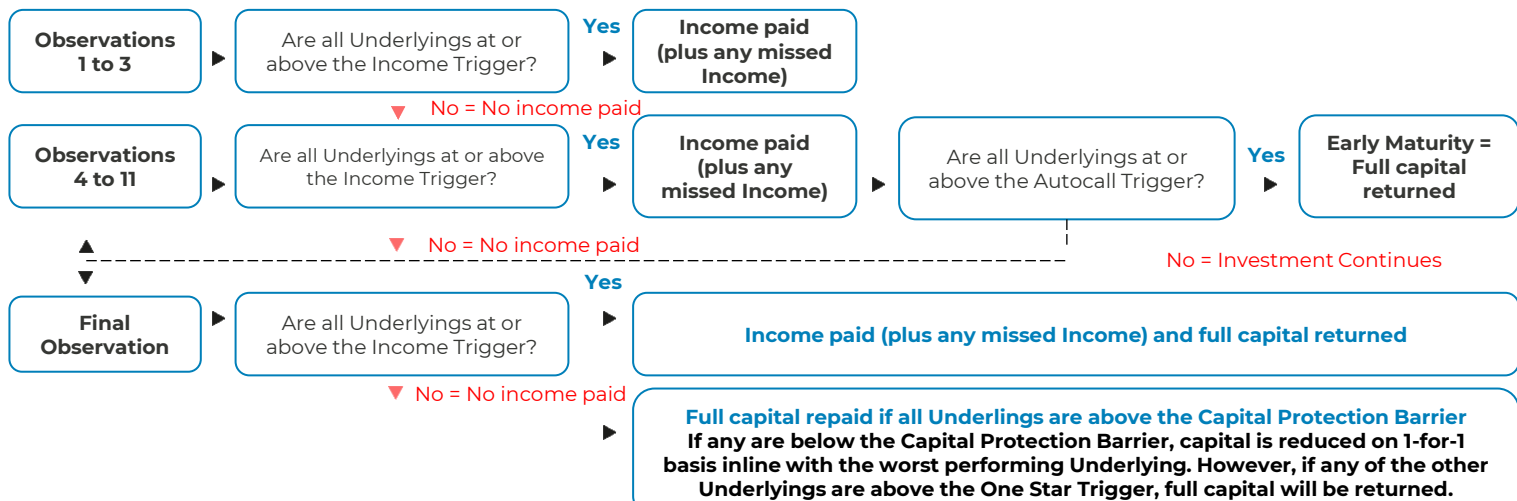 Observations
1 to 3
Are all Underlyings at or
above the Income Trigger?
Yes
Income paid
(plus any missed
Income)
No = No income paid
Observations
4 to 11
Are all Underlyings at or above
the Income Trigger?
Yes
Income paid
(plus any
missed Income)
Are all Underlyings at or
above the Autocall Trigger?
Yes
Early Maturity =
Full capital
returned
No = No income paid
No = Investment Continues
Final
Observation
Are all Underlyings at or
above the Income Trigger?
Yes
Income paid (plus any missed Income) and full capital returned
No = No income paid
Full capital repaid if all Underlings are above the Capital Protection Barrier
If any are below the Capital Protection Barrier, capital is reduced on 1-for-1
basis inline with the worst performing Underlying. However, if any of the other
Underlyings are above the One Star Trigger, full capital will be returned.